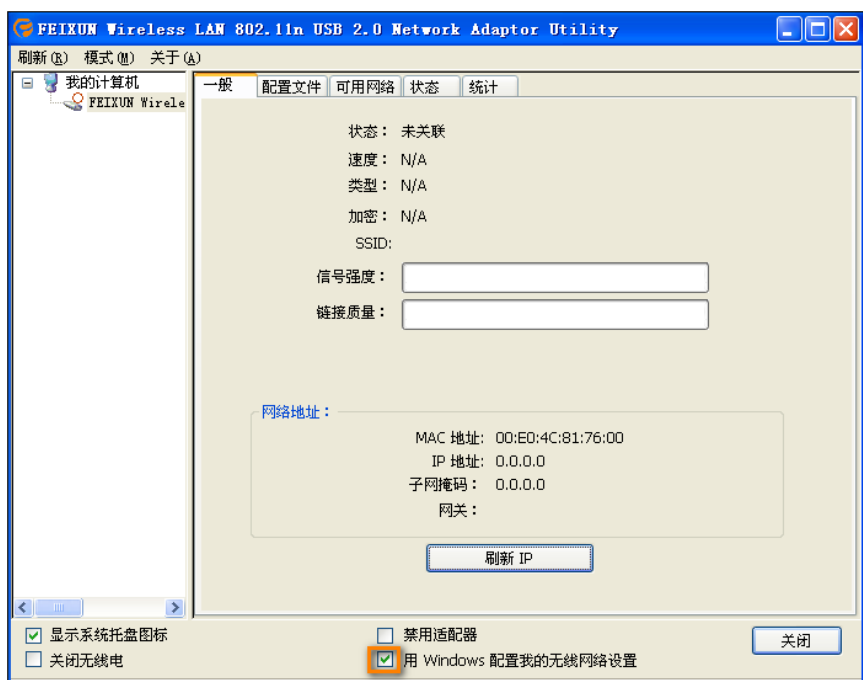 FEIXUN Wireless LAN 802.11n USB 2.0 Network Adaptor Utility
刷新(R) 模式(M) 关于(A)
我的计算机
FEIXUN Wirele
一般 配置文件 可用网络 状态 统计
状态： 未关联
速度： N/A
类型： N/A
加密： N/A
SSID:
信号强度：
链接质量：
网络地址：
MAC 地址: 00:E0:4C:81:76:00
IP 地址: 0.0.0.0
子网掩码： 0.0.0.0
网关：
刷新 IP
显示系统托盘图标 禁用适配器 关闭
关闭无线电 用 Windows 配置我的无线网络设置